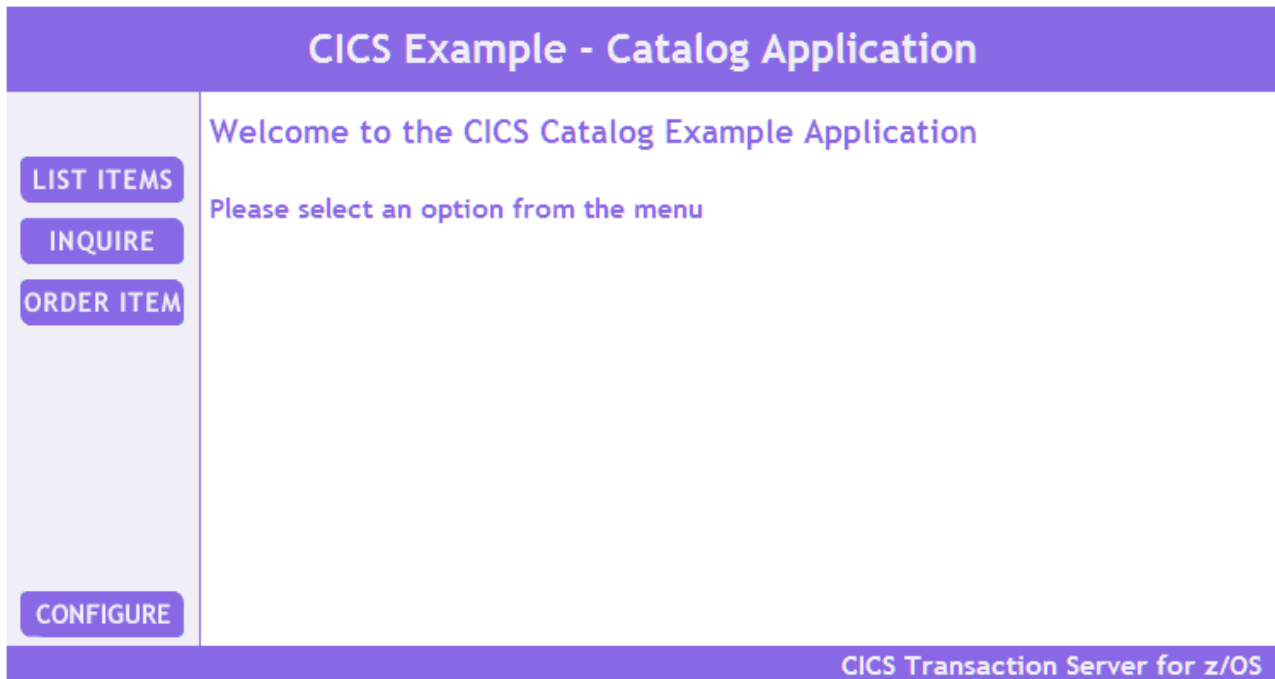 CICS Example - Catalog Application
Welcome to the CICS Catalog Example Application
LIST ITEMS
Please select an option from the menu
INQUIRE
ORDER ITEM
CONFIGURE
CICS Transaction Server for z/OS